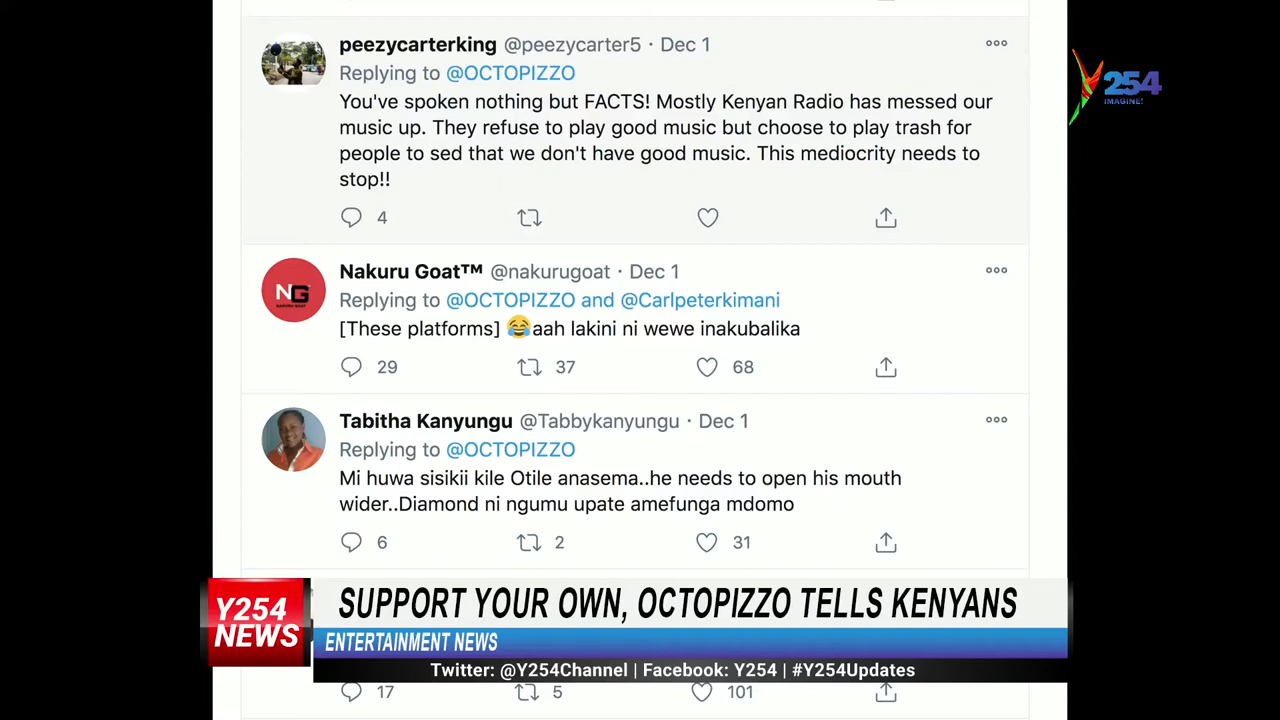 peezycarterking @peezycarter5 · Dec 1
Replying to @OCTOPIZZO
You've spoken nothing but FACTS! Mostly Kenyan Radio has messed our
music up. They refuse to play good music but choose to play trash for
people to sed that we don't have good music. This mediocrity needs to
stop!!
4
Y254
IMAGINE!
NG
NAKURU GOAT
Nakuru Goat™ @nakurugoat · Dec 1
Replying to @OCTOPIZZO and @Carlpeterkimani
[These platforms] 😂aah lakini ni wewe inakubalika
29 37 68
Tabitha Kanyungu @Tabbykanyungu · Dec 1
Replying to @OCTOPIZZO
Mi huwa sisikii kile Otile anasema..he needs to open his mouth
wider..Diamond ni ngumu upate amefunga mdomo
6 2 31
Y254
NEWS
SUPPORT YOUR OWN, OCTOPIZZO TELLS KENYANS
ENTERTAINMENT NEWS
Twitter: @Y254Channel | Facebook: Y254 | #Y254Updates
17 5 101